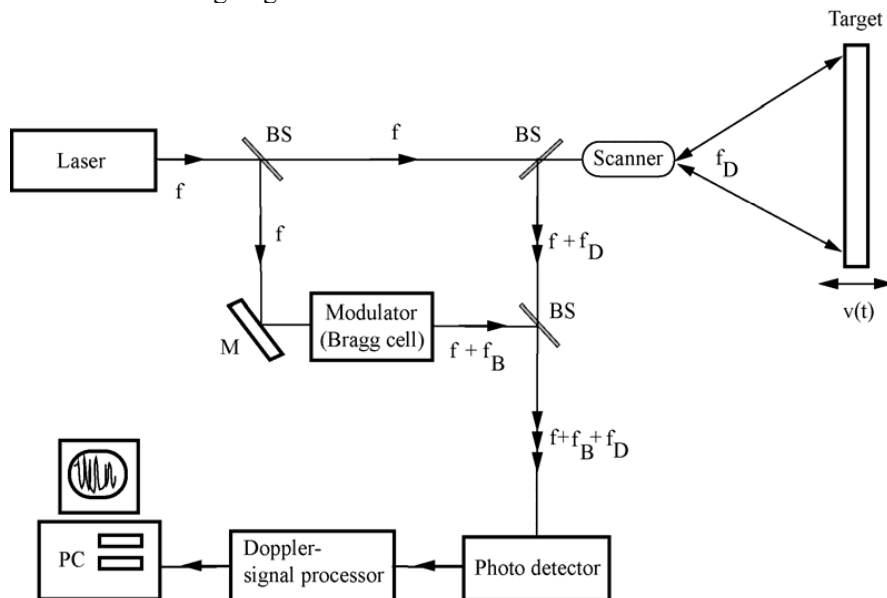 Target
BS
f
BS
Laser
Scanner
f_D
f
f
f + f_D
Modulator
(Bragg cell)
BS
v(t)
M
f + f_B
f+f_B+f_D
PC
Doppler-
signal processor
Photo detector